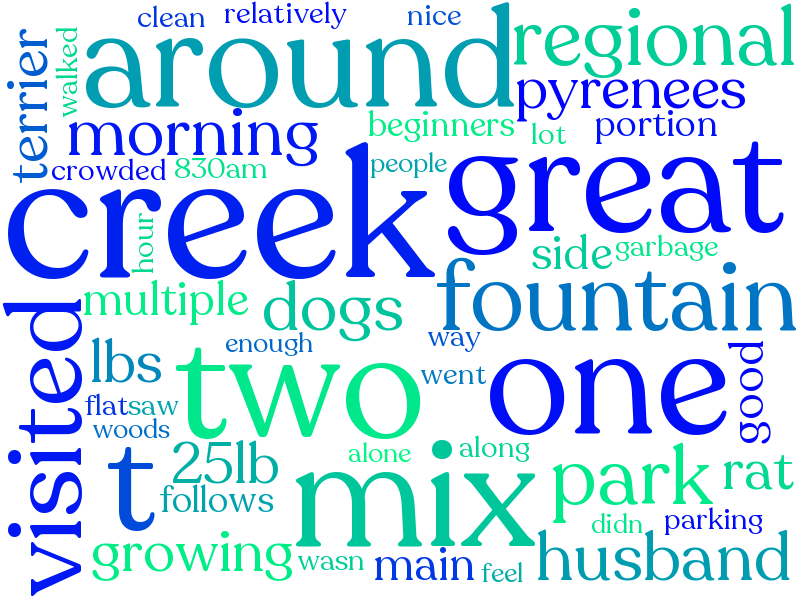 clean relatively nice
around regional
terrier walked
pyrenees
morning beginners lot portion
crowded 830am people
creek great
hour side garbage
multiple dogs fountain
visited
lbs enough way
two went one good
flat saw
woods
t 25lb alone along
follows mix park rat
didn parking
growing wasn main feel husband